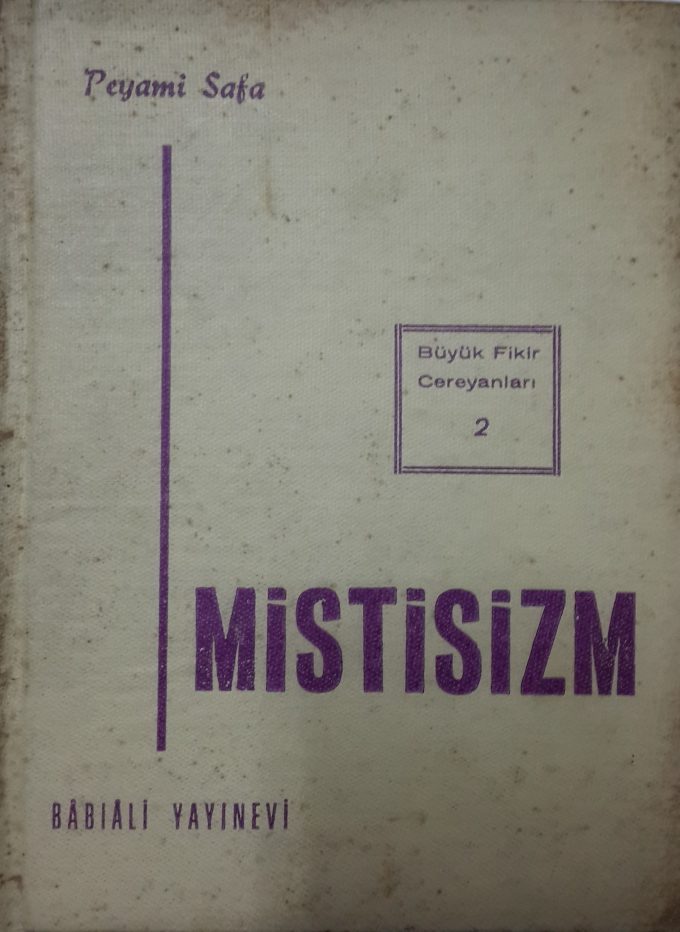 Peyami Safa
Büyük Fikir
Cereyanları
2
MİSTİSİZM
BÂBIÂLİ YAYINEVİ